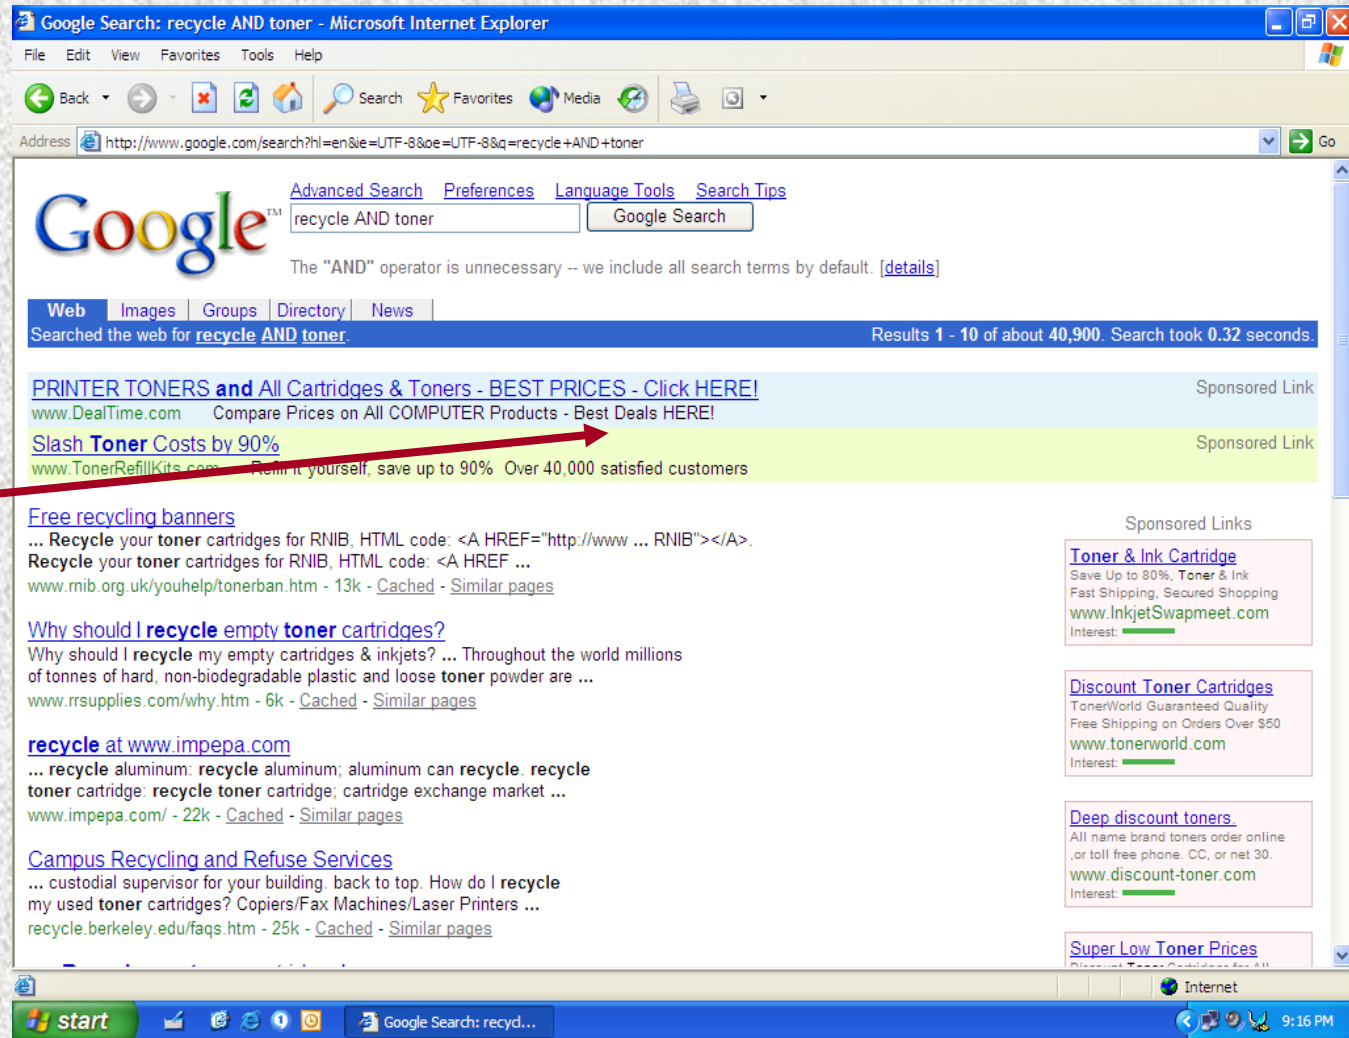 Google Search: recycle AND toner - Microsoft Internet Explorer
File Edit View Favorites Tools Help
Back Search Favorites Media
Address http://www.google.com/search?hl=en&ie=UTF-8&oe=UTF-8&q=recycle+AND+toner Go
Advanced Search Preferences Language Tools Search Tips
Google™ recycle AND toner Google Search
The "AND" operator is unnecessary -- we include all search terms by default. [details]
Web Images Groups Directory News
Searched the web for recycle AND toner. Results 1 - 10 of about 40,900. Search took 0.32 seconds.
PRINTER TONERS and All Cartridges & Toners - BEST PRICES - Click HERE! Sponsored Link
www.DealTime.com Compare Prices on All COMPUTER Products - Best Deals HERE!
Slash Toner Costs by 90% Sponsored Link
www.TonerRefillKits.com Refill it yourself, save up to 90% Over 40,000 satisfied customers
Free recycling banners
... Recycle your toner cartridges for RNIB, HTML code: <A HREF="http://www ... RNIB"></A>.
Recycle your toner cartridges for RNIB, HTML code: <A HREF ...
www.rnib.org.uk/youhelp/tonerban.htm - 13k - Cached - Similar pages
Why should I recycle empty toner cartridges?
Why should I recycle my empty cartridges & inkjets? ... Throughout the world millions
of tonnes of hard, non-biodegradable plastic and loose toner powder are ...
www.rrsupplies.com/why.htm - 6k - Cached - Similar pages
recycle at www.impepa.com
... recycle aluminum: recycle aluminum; aluminum can recycle. recycle
toner cartridge: recycle toner cartridge; cartridge exchange market ...
www.impepa.com/ - 22k - Cached - Similar pages
Campus Recycling and Refuse Services
... custodial supervisor for your building. back to top. How do I recycle
my used toner cartridges? Copiers/Fax Machines/Laser Printers ...
recycle.berkeley.edu/faqs.htm - 25k - Cached - Similar pages
Sponsored Links
Toner & Ink Cartridge
Save Up to 80%, Toner & Ink
Fast Shipping, Secured Shopping
www.InkjetSwapmeet.com
Interest:
Discount Toner Cartridges
TonerWorld Guaranteed Quality
Free Shipping on Orders Over $50
www.tonerworld.com
Interest:
Deep discount toners.
All name brand toners order online
,or toll free phone. CC, or net 30.
www.discount-toner.com
Interest:
Super Low Toner Prices
Internet
start Google Search: recycl... 9:16 PM